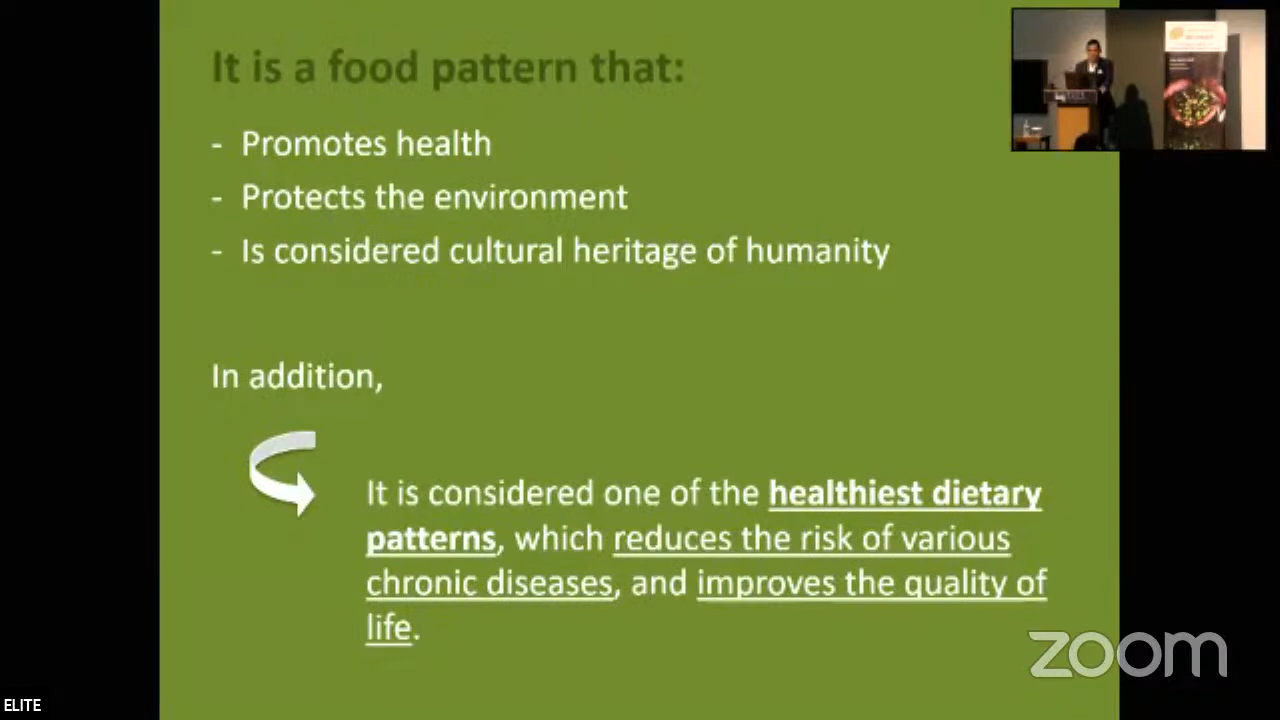 It is a food pattern that:
- Promotes health
- Protects the environment
- Is considered cultural heritage of humanity
In addition,
It is considered one of the healthiest dietary
patterns, which reduces the risk of various
chronic diseases, and improves the quality of
life.
zoom
ELITE